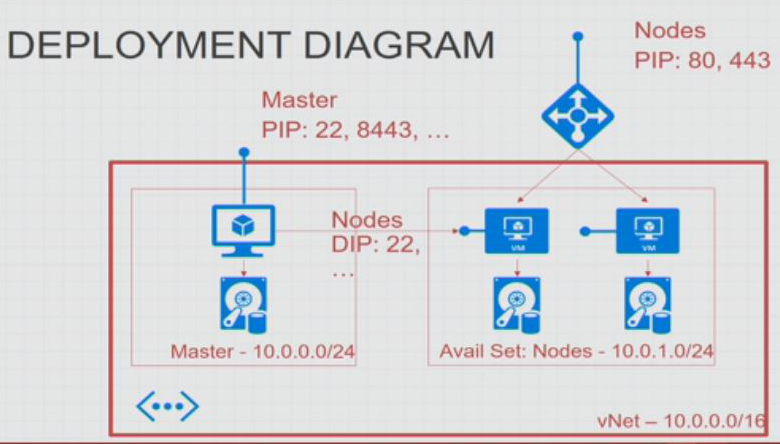 DEPLOYMENT DIAGRAM
Nodes
PIP: 80, 443
Master
PIP: 22, 8443, ...
Nodes
DIP: 22,
...
VM
VM
Master - 10.0.0.0/24
Avail Set: Nodes - 10.0.1.0/24
vNet – 10.0.0.0/16